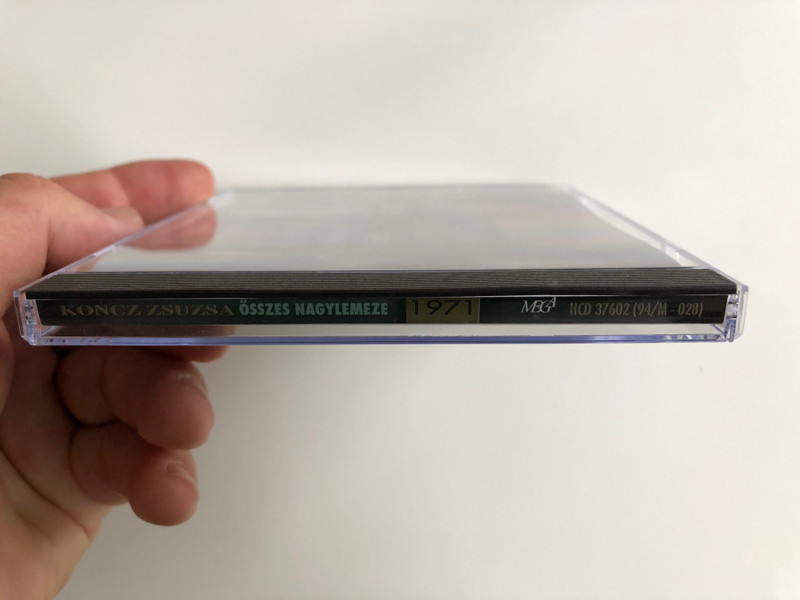 KONCZ ZSUZSA ÖSSZES NAGYLEMEZE 1971 MEGA HCD 37602 (94/M - 028)